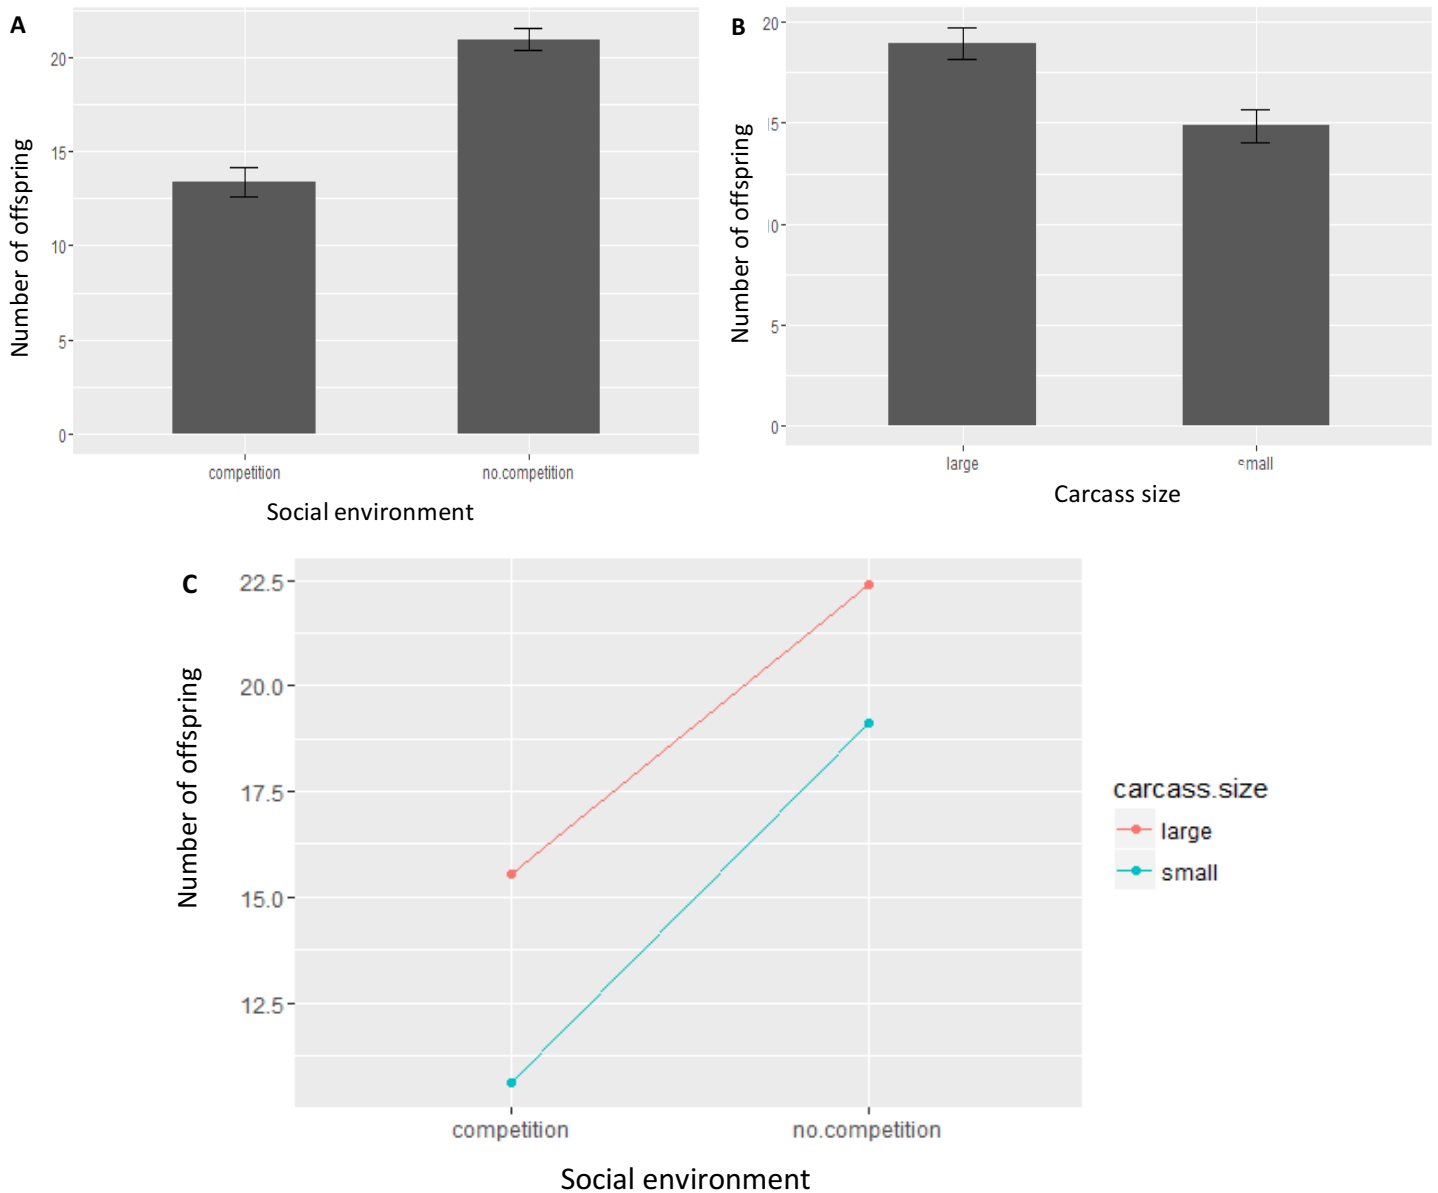 A
Number of offspring
20
15
10
5
0
competition
no.competition
Social environment
B
Number of offspring
20
15
10
5
0
large
small
Carcass size
C
Number of offspring
22.5
20.0
17.5
15.0
12.5
competition
no.competition
Social environment
carcass.size
large
small